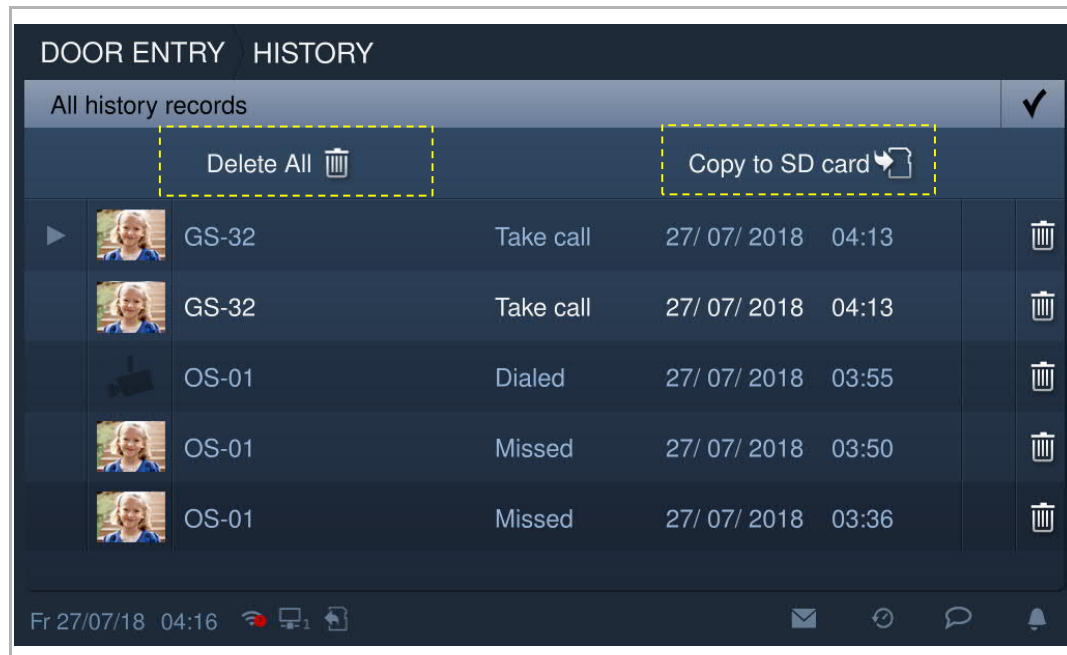 DOOR ENTRY HISTORY
All history records
Delete All Copy to SD card
GS-32 Take call 27/ 07/ 2018 04:13
GS-32 Take call 27/ 07/ 2018 04:13
OS-01 Dialed 27/ 07/ 2018 03:55
OS-01 Missed 27/ 07/ 2018 03:50
OS-01 Missed 27/ 07/ 2018 03:36
Fr 27/07/18 04:16 1